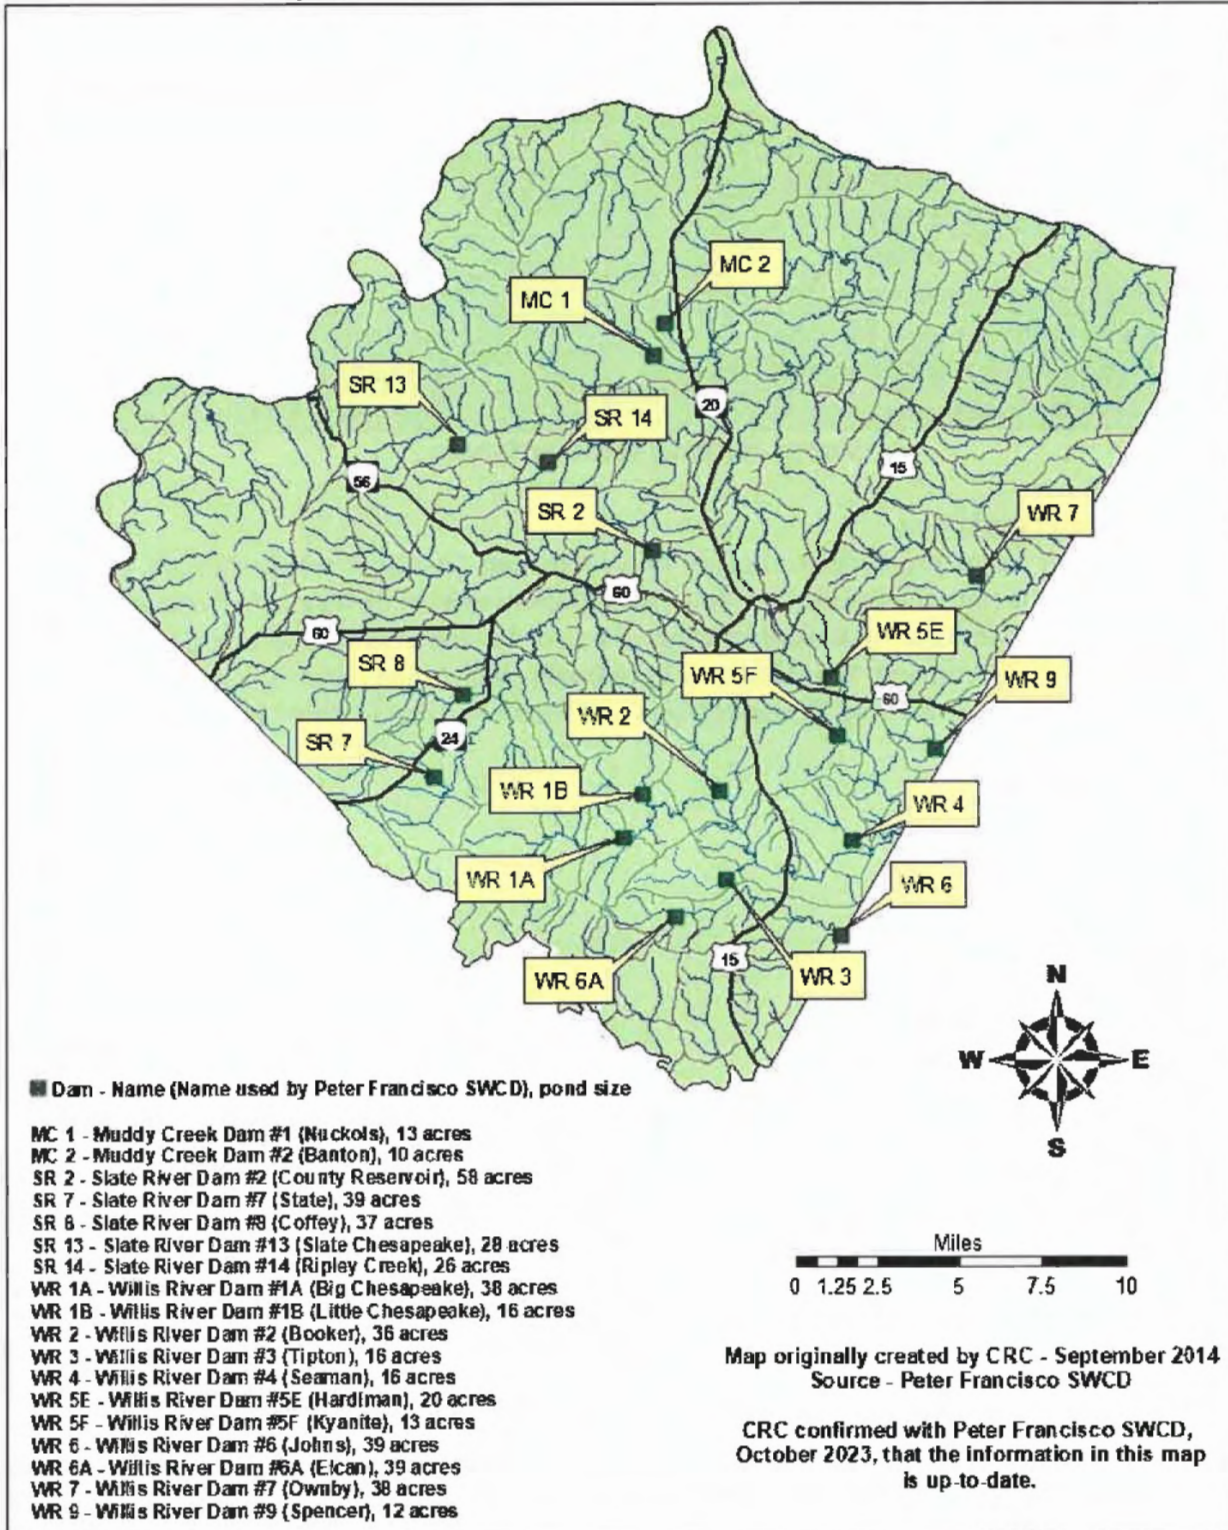 MC 2
MC 1
SR 13
SR 14
20
15
56
SR 2
WR 7
60
60
WR 5E
SR 8
WR 5F
WR 9
60
WR 2
SR 7
24
WR 1B
WR 4
WR 1A
WR 6
WR 6A
15
WR 3
N
W
E
S
Dam - Name (Name used by Peter Francisco SWCD), pond size
MC 1 - Muddy Creek Dam #1 (Nuckols), 13 acres
MC 2 - Muddy Creek Dam #2 (Banton), 10 acres
SR 2 - Slate River Dam #2 (County Reservoir), 58 acres
SR 7 - Slate River Dam #7 (State), 39 acres
SR 8 - Slate River Dam #8 (Coffey), 37 acres
SR 13 - Slate River Dam #13 (Slate Chesapeake), 28 acres
SR 14 - Slate River Dam #14 (Ripley Creek), 26 acres
WR 1A - Willis River Dam #1A (Big Chesapeake), 38 acres
WR 1B - Willis River Dam #1B (Little Chesapeake), 16 acres
WR 2 - Willis River Dam #2 (Booker), 36 acres
WR 3 - Willis River Dam #3 (Tipton), 16 acres
WR 4 - Willis River Dam #4 (Seaman), 16 acres
WR 5E - Willis River Dam #5E (Hardiman), 20 acres
WR 5F - Willis River Dam #5F (Kyanite), 13 acres
WR 6 - Willis River Dam #6 (Johns), 39 acres
WR 6A - Willis River Dam #6A (Elcan), 39 acres
WR 7 - Willis River Dam #7 (Ownby), 38 acres
WR 9 - Willis River Dam #9 (Spencer), 12 acres
Miles
0 1.25 2.5 5 7.5 10
Map originally created by CRC - September 2014
Source - Peter Francisco SWCD
CRC confirmed with Peter Francisco SWCD,
October 2023, that the information in this map
is up-to-date.